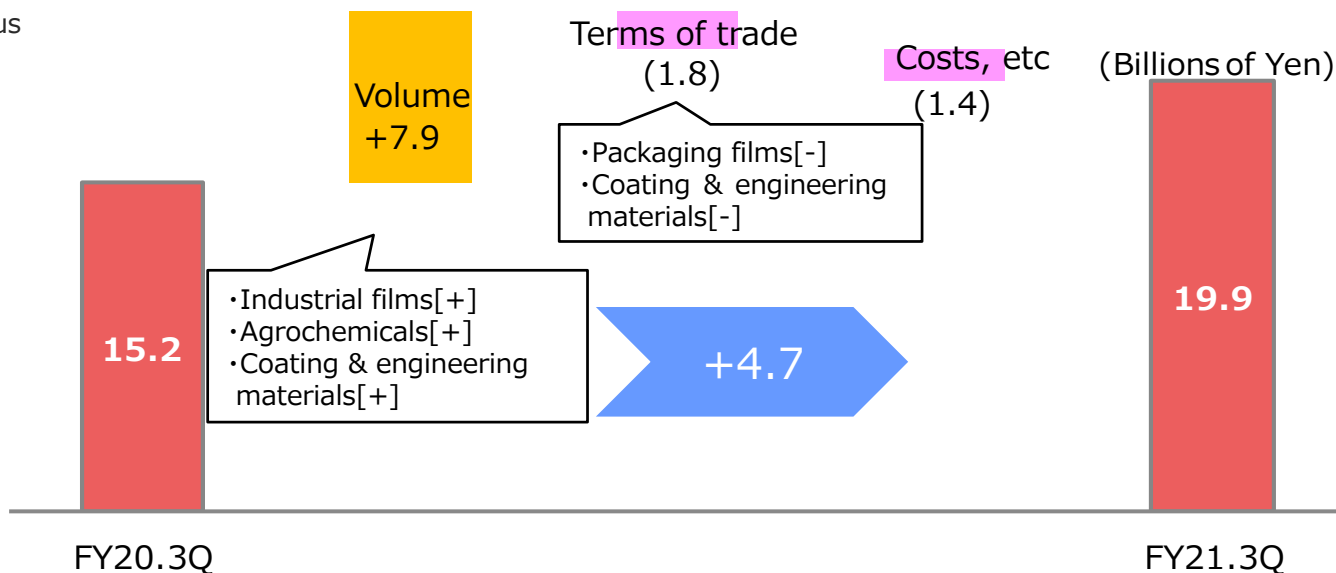 us
Volume
+7.9
Terms of trade
(1.8)
Costs, etc
(1.4)
(Billions of Yen)
・Packaging films[-]
・Coating & engineering
materials[-]
・Industrial films[+]
・Agrochemicals[+]
・Coating & engineering
materials[+]
15.2
+4.7
19.9
FY20.3Q
FY21.3Q